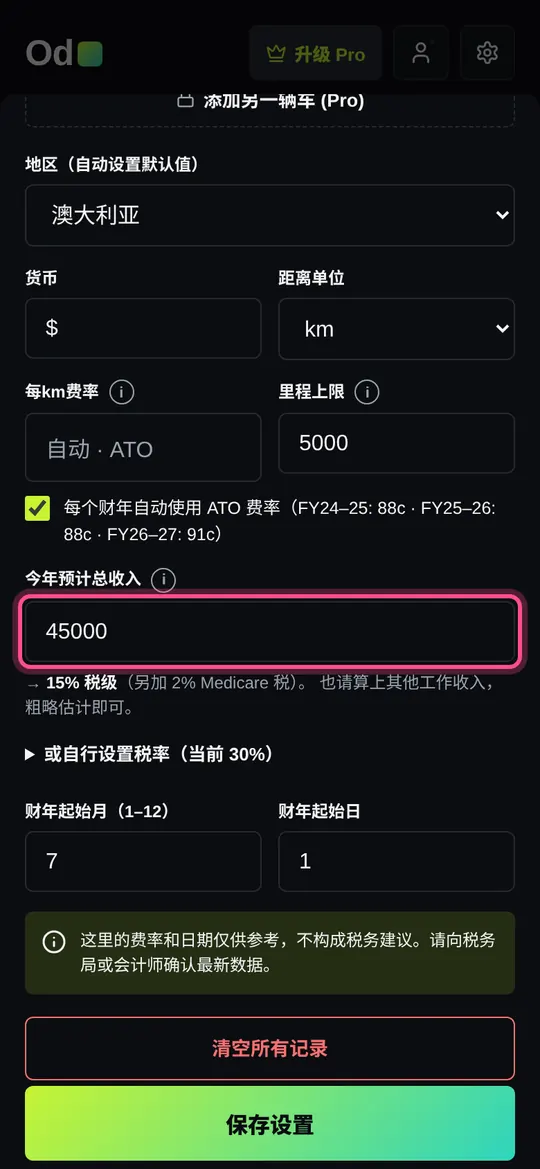 Od
升级 Pro
添加另一辆车 (Pro)
地区（自动设置默认值）
澳大利亚
货币
距离单位
$
km
每km费率
里程上限
自动 · ATO
5000
每个财年自动使用 ATO 费率（FY24–25: 88c · FY25–26:
88c · FY26–27: 91c）
今年预计总收入
45000
→ 15% 税级（另加 2% Medicare 税）。 也请算上其他工作收入，
粗略估计即可。
或自行设置税率（当前 30%）
财年起始月（1–12）
财年起始日
7
1
这里的费率和日期仅供参考，不构成税务建议。请向税务
局或会计师确认最新数据。
清空所有记录
保存设置